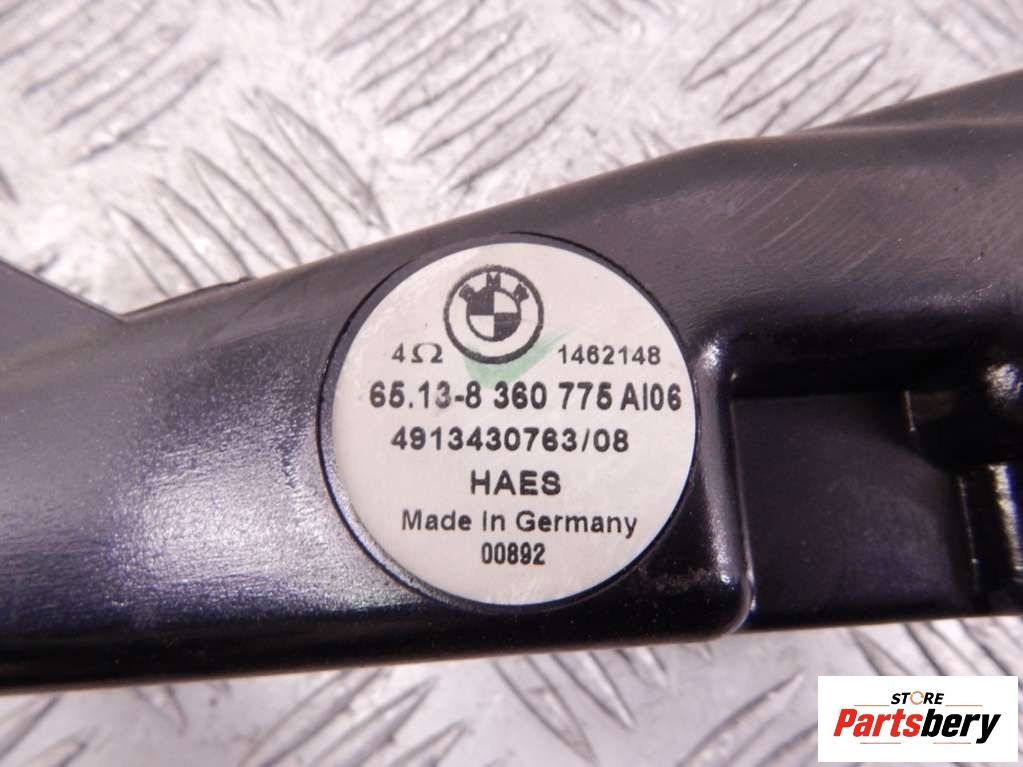 BMW
4Ω 1462148
65.13-8 360 775 AI06
4913430763/08
HAES
Made In Germany
00892
STORE
Partsbery